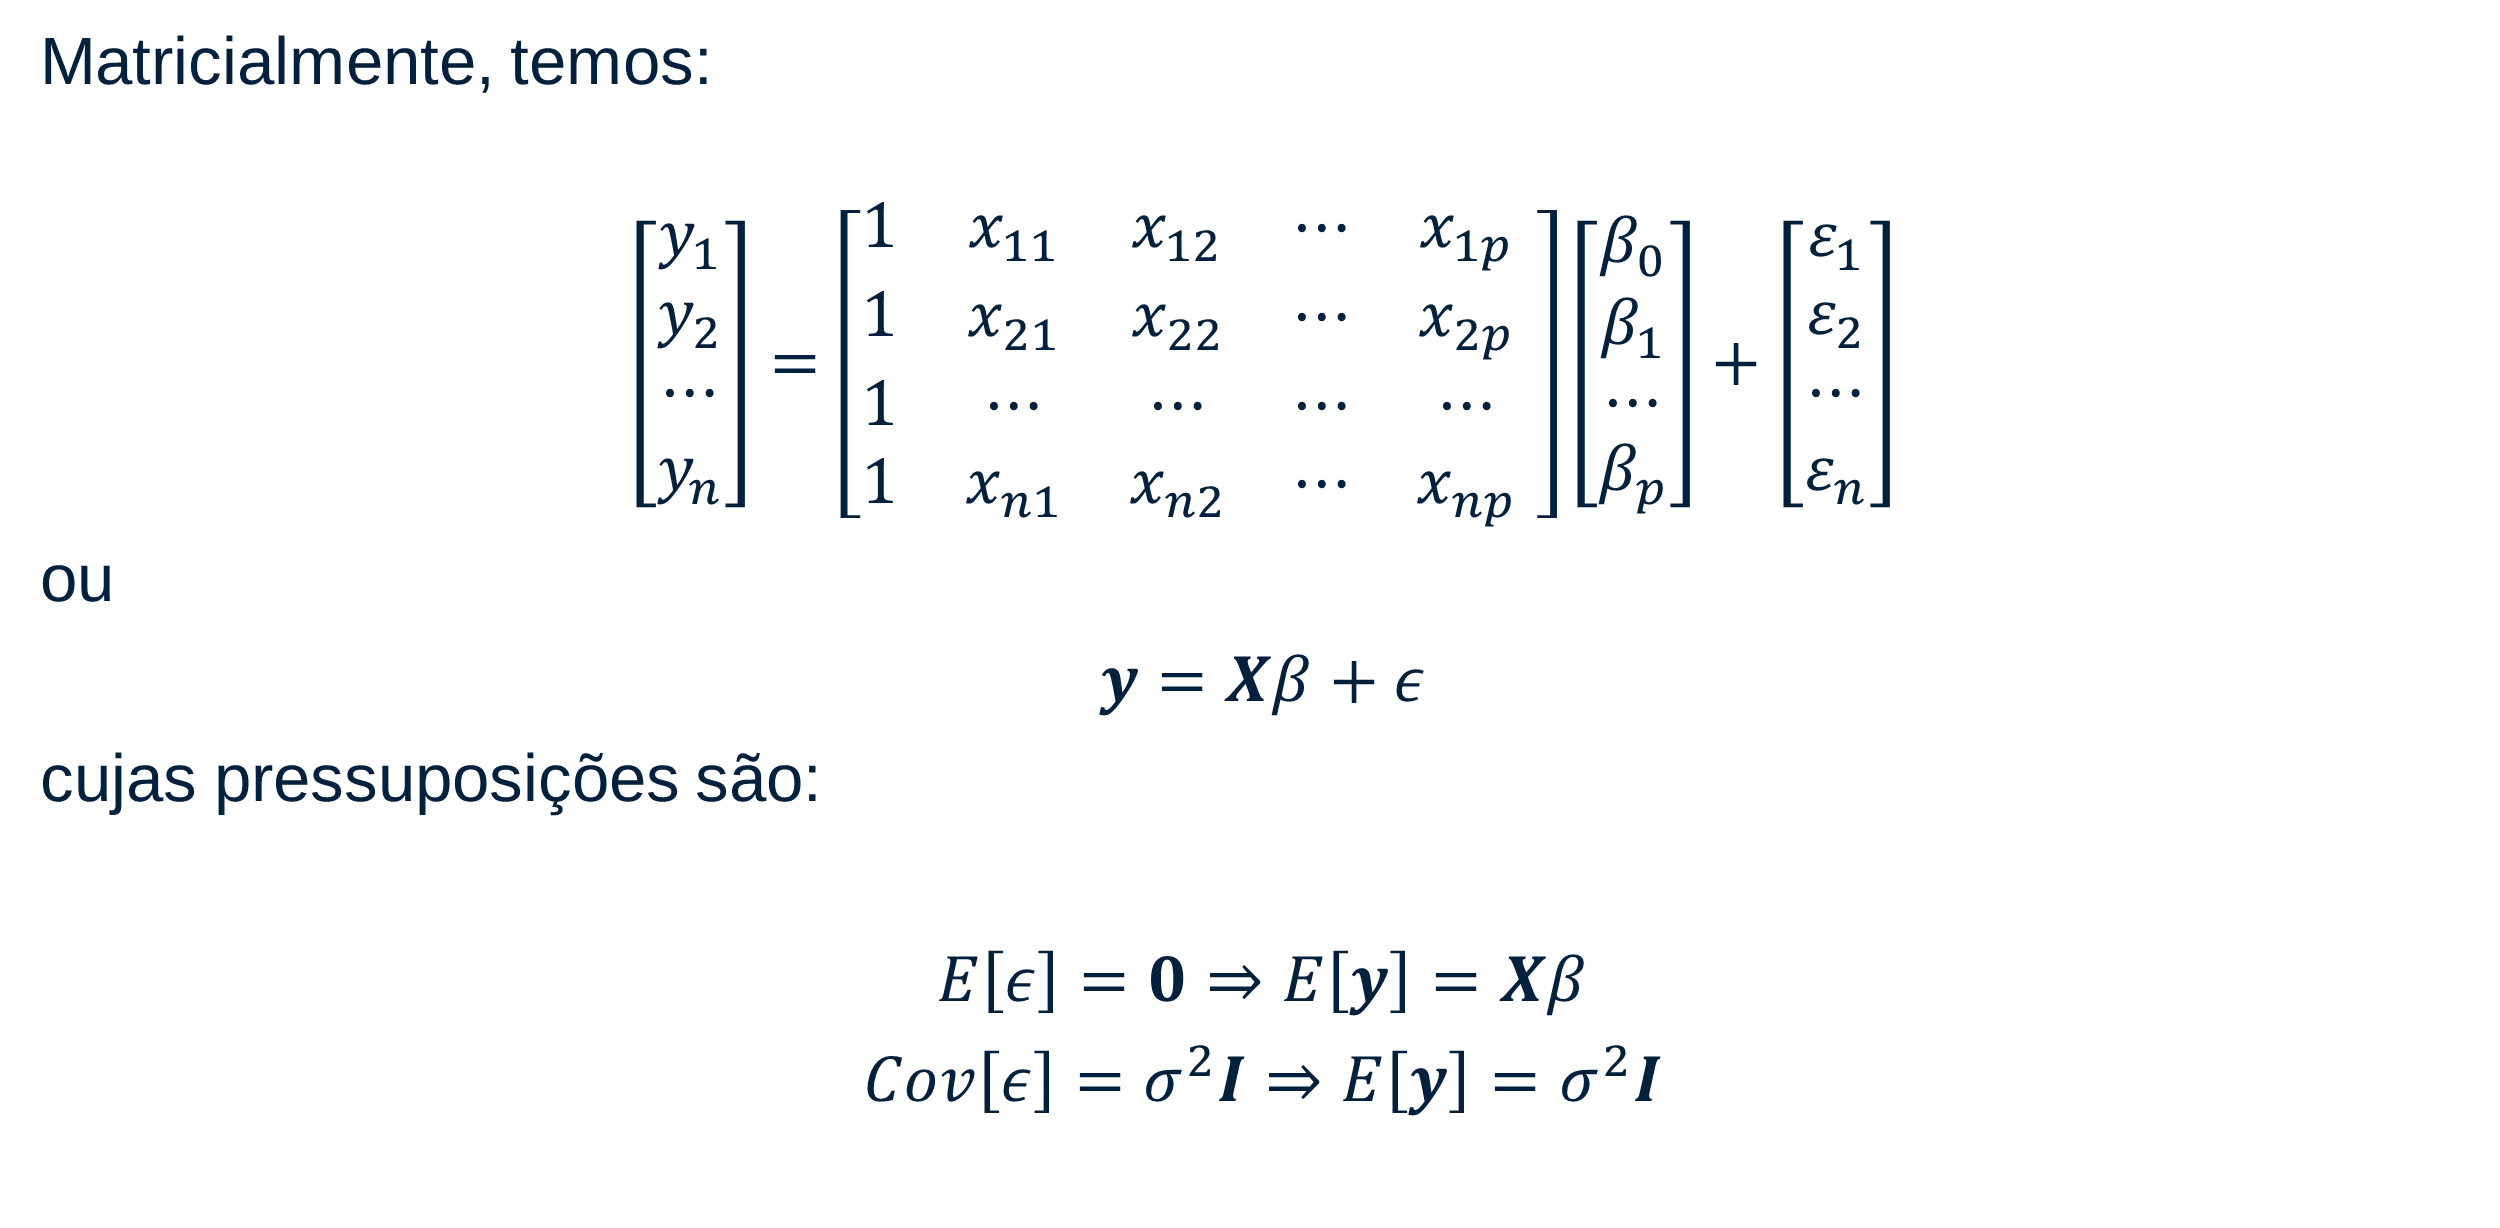 Matricialmente, temos:
[y₁ y₂ ⋯ yₙ] = [1 x₁₁ x₁₂ ⋯ x₁ₚ
1 x₂₁ x₂₂ ⋯ x₂ₚ
1 ⋯ ⋯ ⋯ ⋯
1 xₙ₁ xₙ₂ ⋯ xₙₚ] [β₀ β₁ ⋯ βₚ] + [ε₁ ε₂ ⋯ εₙ]
ou
y = Xβ + ϵ
cujas pressuposições são:
E[ϵ] = 0 ⇒ E[y] = Xβ
Cov[ϵ] = σ²I ⇒ E[y] = σ²I